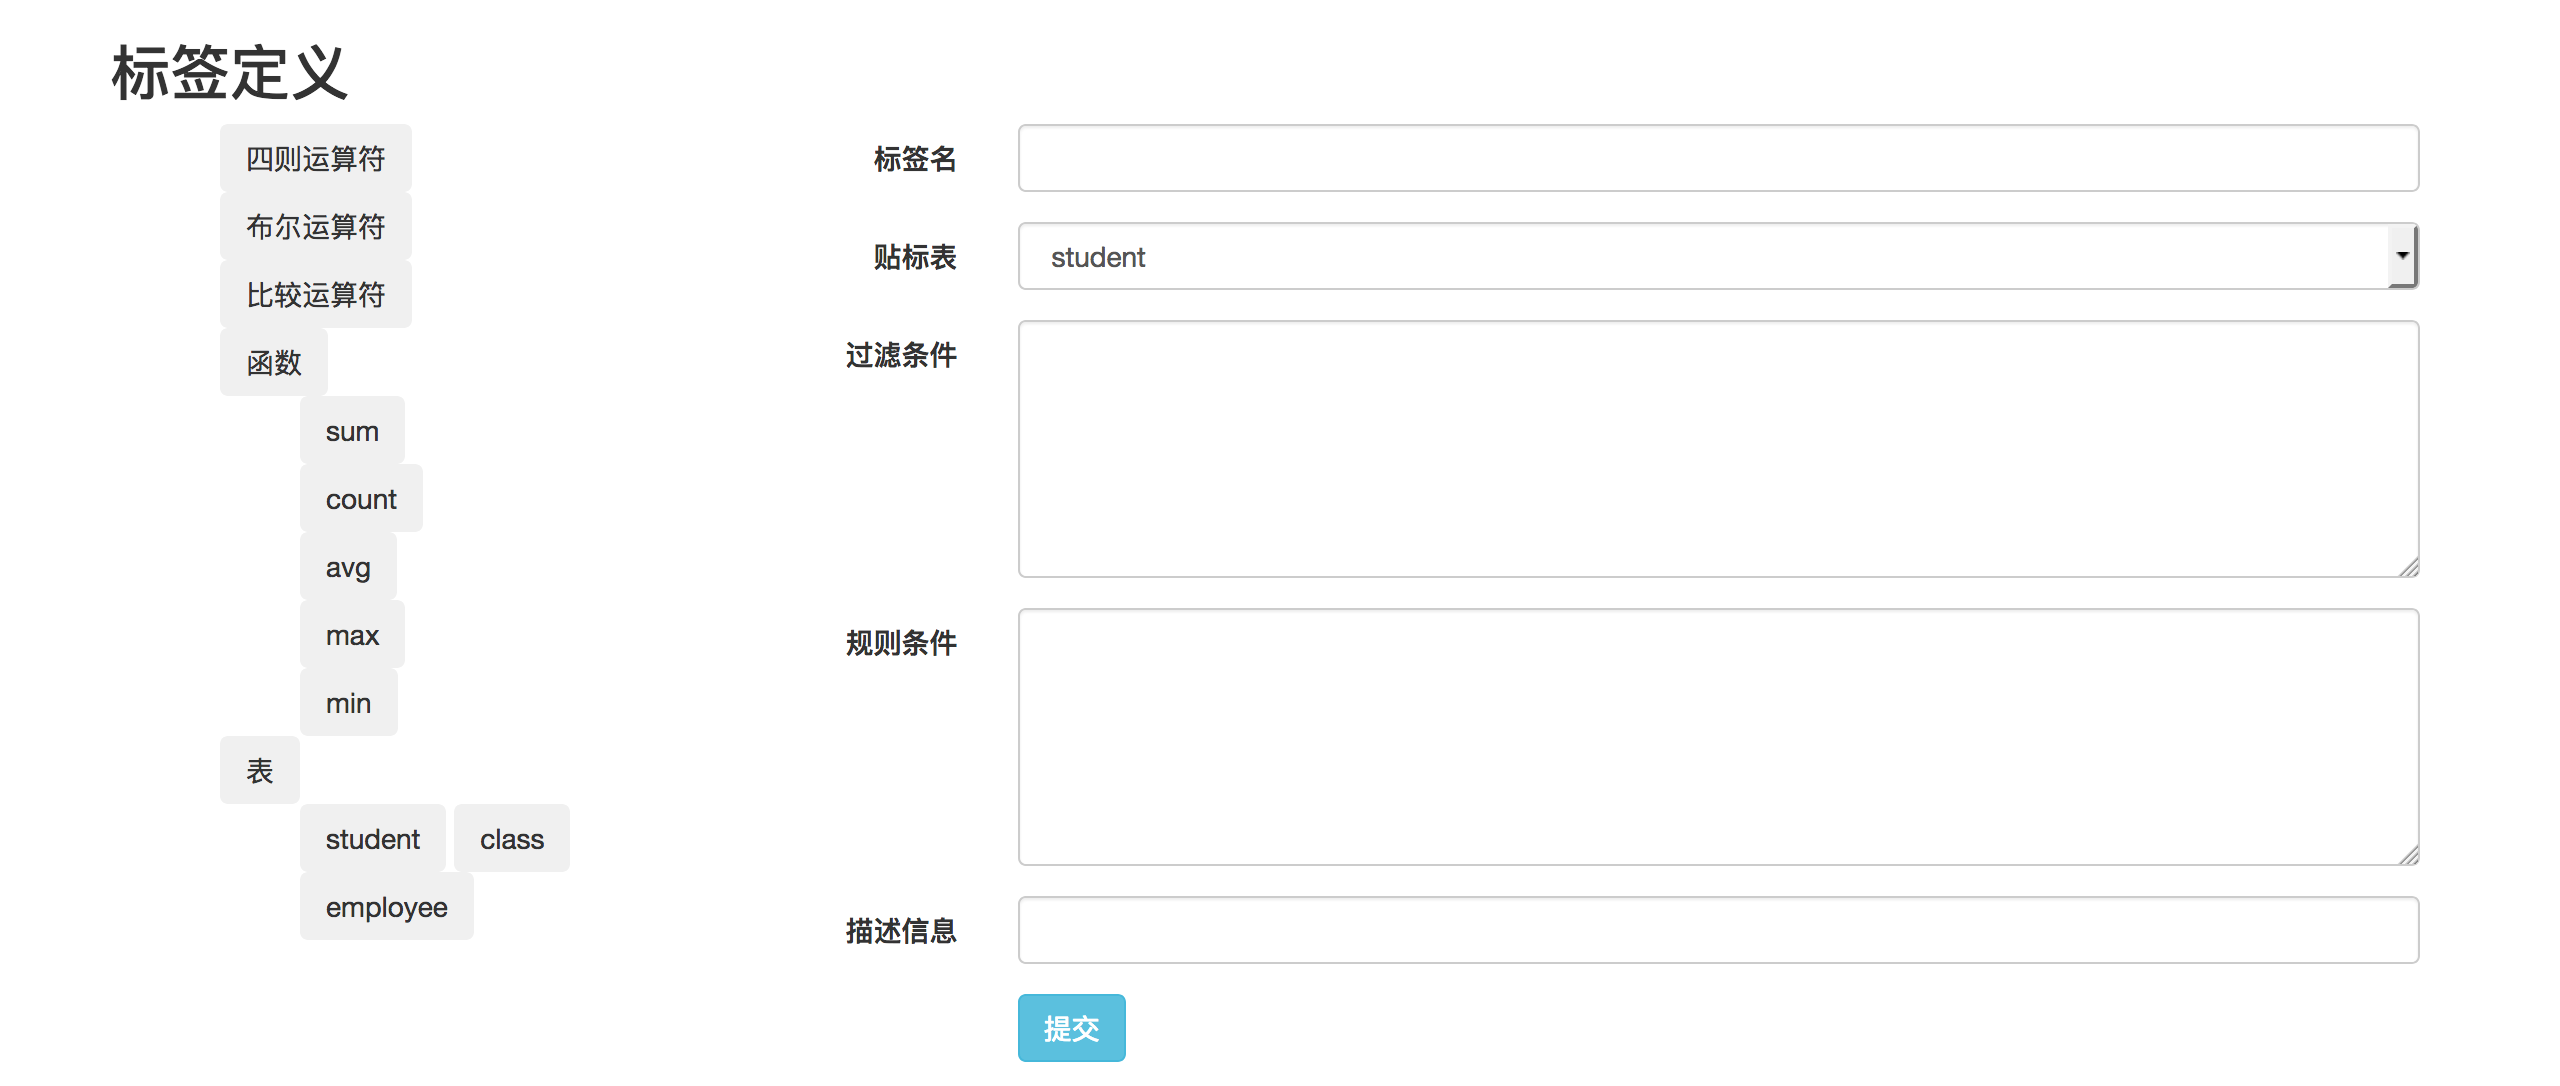 标签定义
四则运算符
布尔运算符
比较运算符
函数
sum
count
avg
max
min
表
student class
employee
标签名
贴标表 student
过滤条件
规则条件
描述信息
提交